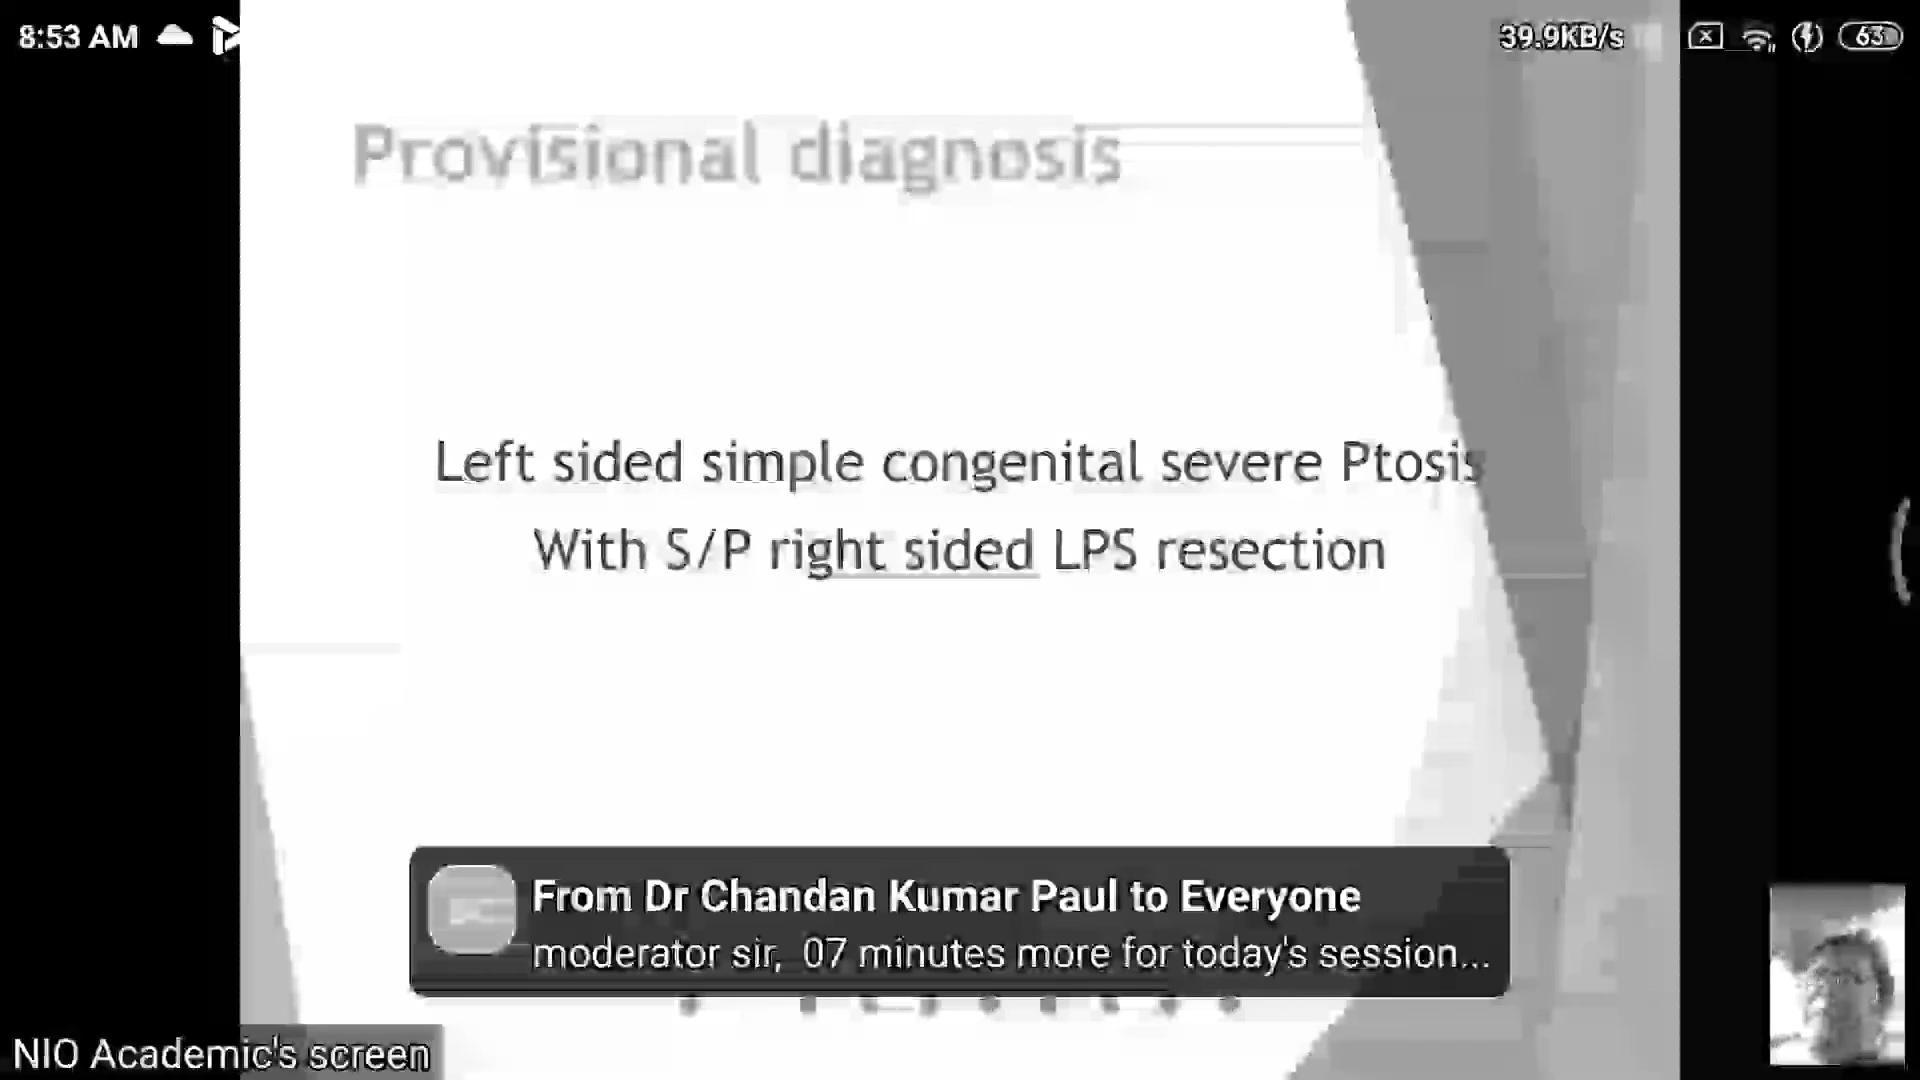 8:53 AM
39.9KB/s
63
Provisional diagnosis
Left sided simple congenital severe Ptosis
With S/P right sided LPS resection
From Dr Chandan Kumar Paul to Everyone
moderator sir, 07 minutes more for today's session...
NIO Academic's screen